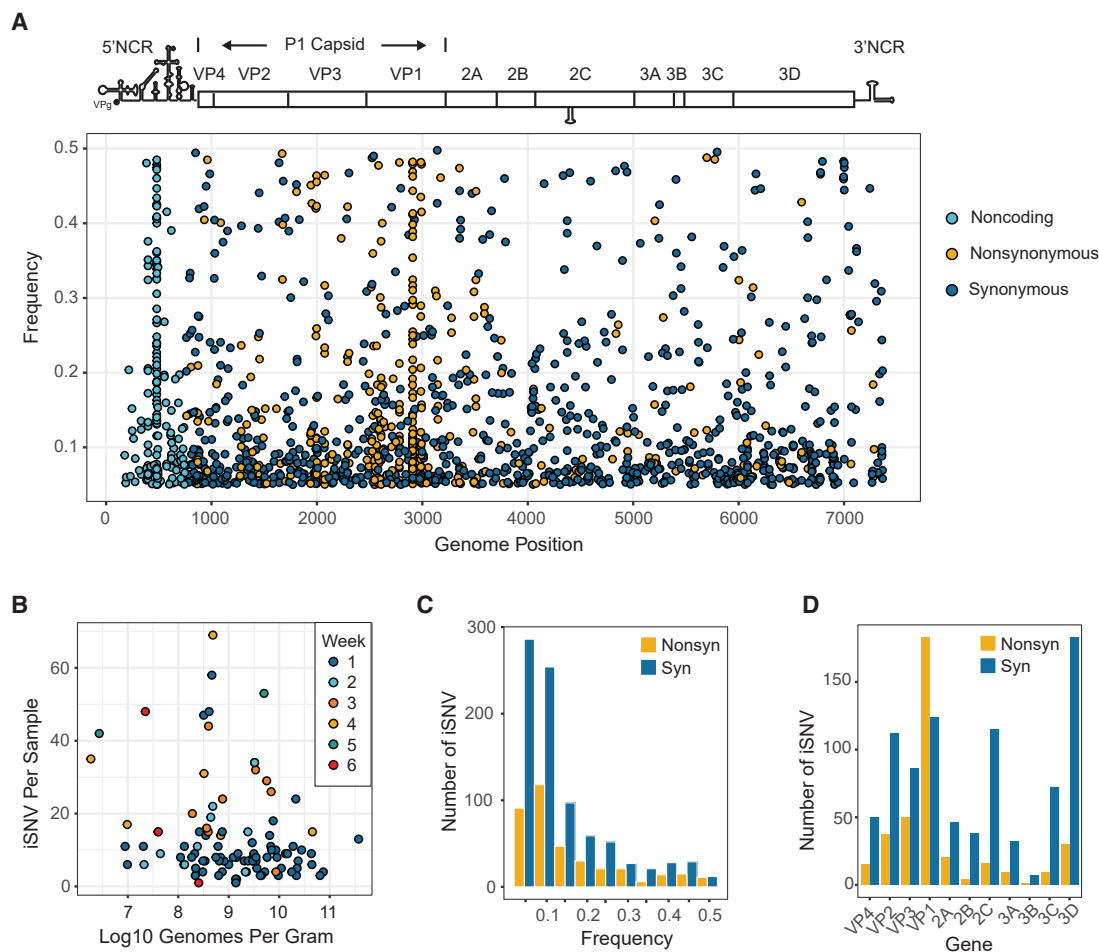 A
5'NCR
P1 Capsid
3'NCR
VP4 VP2 VP3 VP1 2A 2B 2C 3A 3B 3C 3D
VPg
0.5
0.4
0.3
0.2
0.1
Frequency
0 1000 2000 3000 4000 5000 6000 7000
Genome Position
Noncoding
Nonsynonymous
Synonymous
B
iSNV Per Sample
60
40
20
0
7 8 9 10 11
Log10 Genomes Per Gram
Week
1
2
3
4
5
6
C
Number of iSNV
300
200
100
0
0.1 0.2 0.3 0.4 0.5
Frequency
Nonsyn
Syn
D
Number of iSNV
150
100
50
0
VP4 VP2 VP3 VP1 2A 2B 2C 3A 3B 3C 3D
Gene
Nonsyn
Syn